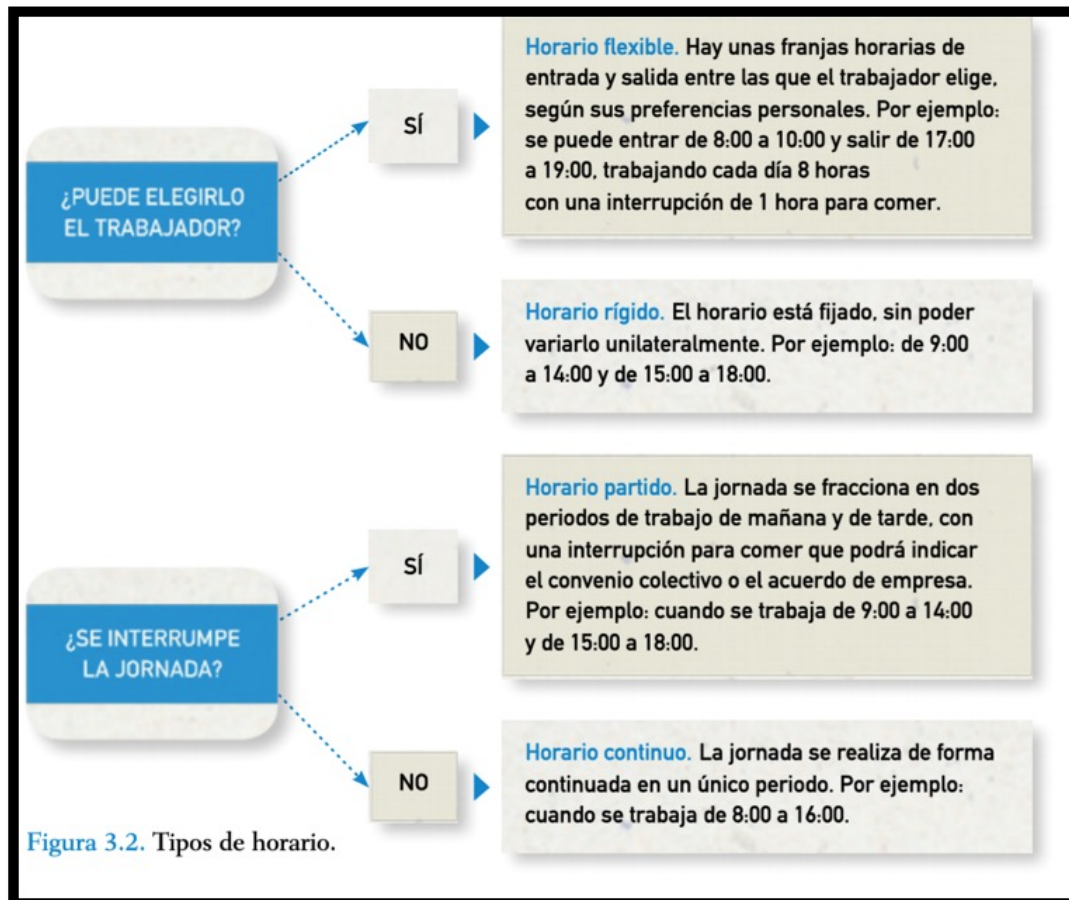 ¿PUEDE ELEGIRLO
EL TRABAJADOR?
SÍ
Horario flexible. Hay unas franjas horarias de
entrada y salida entre las que el trabajador elige,
según sus preferencias personales. Por ejemplo:
se puede entrar de 8:00 a 10:00 y salir de 17:00
a 19:00, trabajando cada día 8 horas
con una interrupción de 1 hora para comer.
NO
Horario rígido. El horario está fijado, sin poder
variarlo unilateralmente. Por ejemplo: de 9:00
a 14:00 y de 15:00 a 18:00.
¿SE INTERRUMPE
LA JORNADA?
SÍ
Horario partido. La jornada se fracciona en dos
periodos de trabajo de mañana y de tarde, con
una interrupción para comer que podrá indicar
el convenio colectivo o el acuerdo de empresa.
Por ejemplo: cuando se trabaja de 9:00 a 14:00
y de 15:00 a 18:00.
NO
Horario continuo. La jornada se realiza de forma
continuada en un único periodo. Por ejemplo:
cuando se trabaja de 8:00 a 16:00.
Figura 3.2. Tipos de horario.